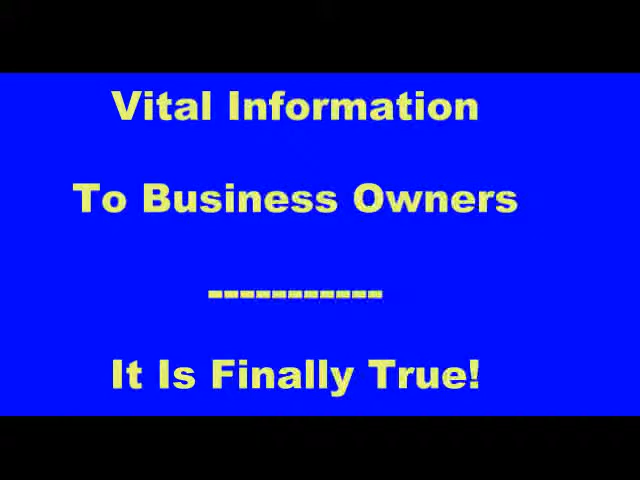 Vital Information
To Business Owners
-----------
It Is Finally True!